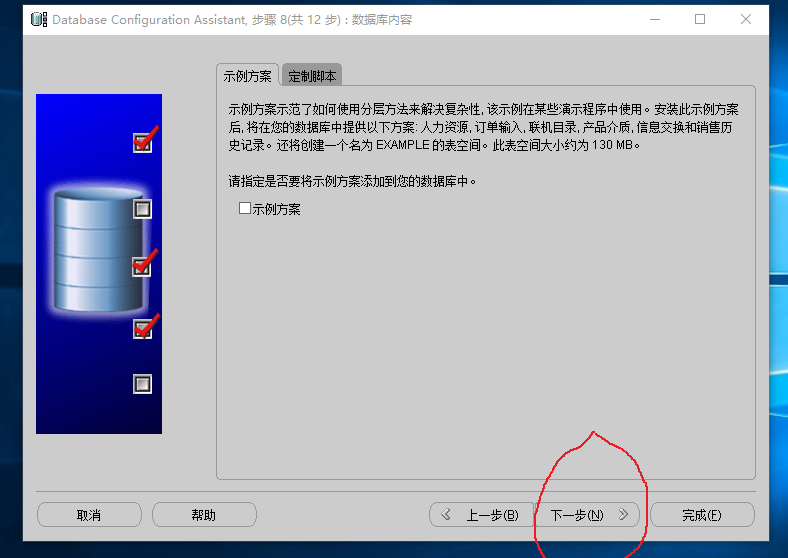 Database Configuration Assistant, 步骤 8(共 12 步) : 数据库内容
示例方案 定制脚本
示例方案示范了如何使用分层方法来解决复杂性, 该示例在某些演示程序中使用。安装此示例方案
后, 将在您的数据库中提供以下方案: 人力资源, 订单输入, 联机目录, 产品介质, 信息交换和销售历
史记录。还将创建一个名为 EXAMPLE 的表空间。此表空间大小约为 130 MB。
请指定是否要将示例方案添加到您的数据库中。
示例方案
取消 帮助 上一步(B) 下一步(N) 完成(F)